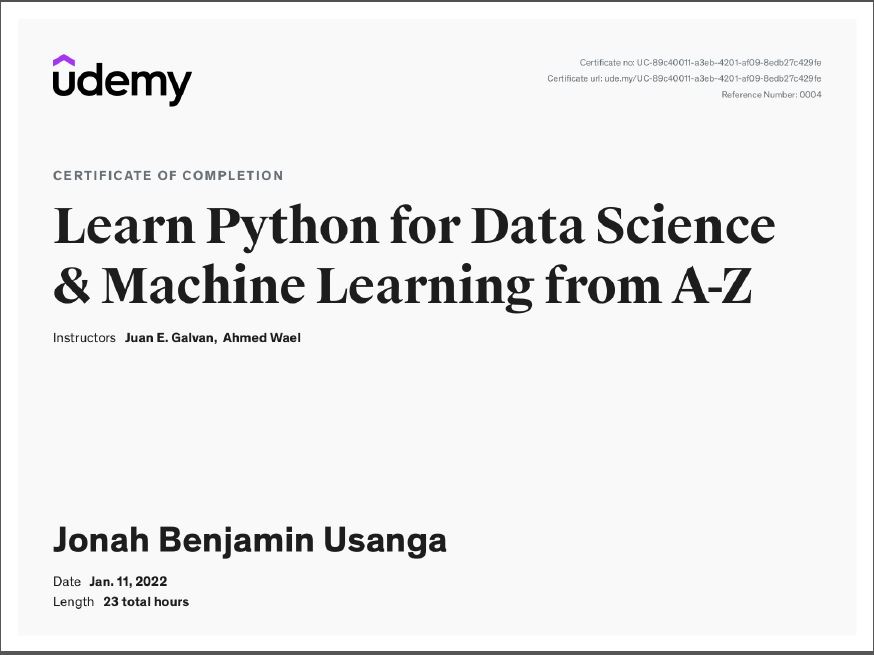 udemy
Certificate no: UC-89c40011-a3eb-4201-af09-8edb27c429fe
Certificate url: ude.my/UC-89c40011-a3eb-4201-af09-8edb27c429fe
Reference Number: 0004
CERTIFICATE OF COMPLETION
Learn Python for Data Science
& Machine Learning from A-Z
Instructors Juan E. Galvan, Ahmed Wael
Jonah Benjamin Usanga
Date Jan. 11, 2022
Length 23 total hours